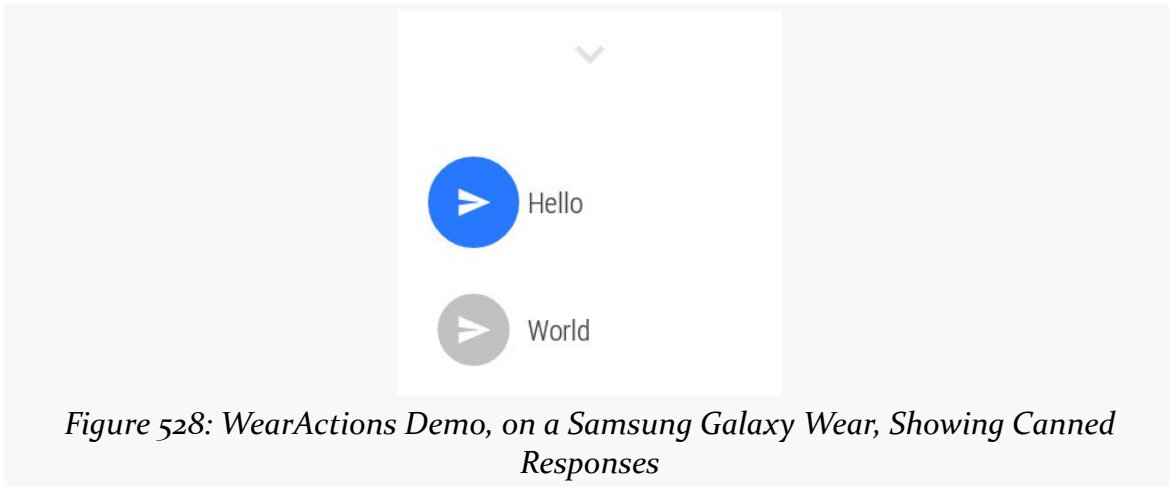 Hello
World
Figure 528: WearActions Demo, on a Samsung Galaxy Wear, Showing Canned
Responses